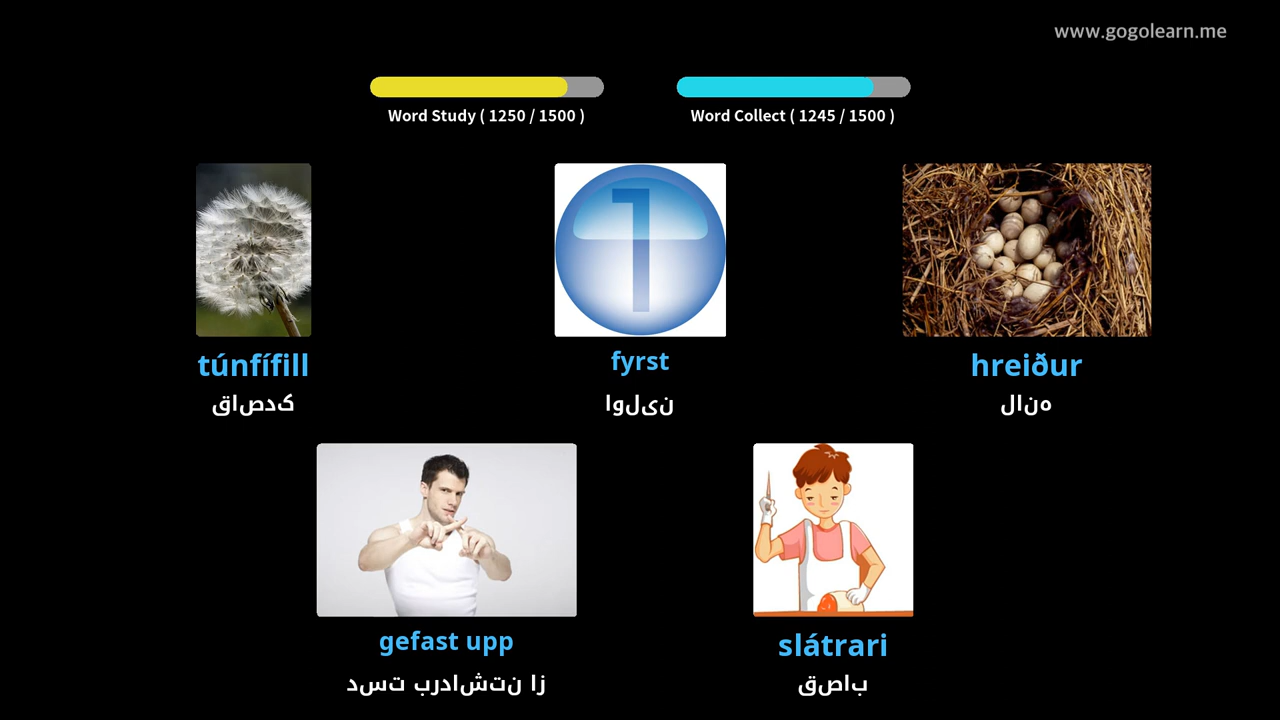 www.gogolearn.me
Word Study ( 1250 / 1500 )
Word Collect ( 1245 / 1500 )
túnfífill
کدصاق
fyrst
نیلوا
hreiður
هنال
gefast upp
زا نتشادرب تسد
slátrari
باصق